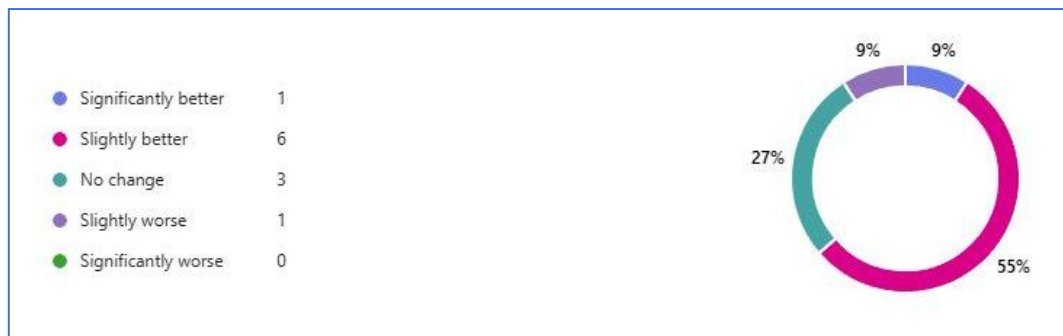 Significantly better 1
Slightly better 6
No change 3
Slightly worse 1
Significantly worse 0
9% 9%
27%
55%